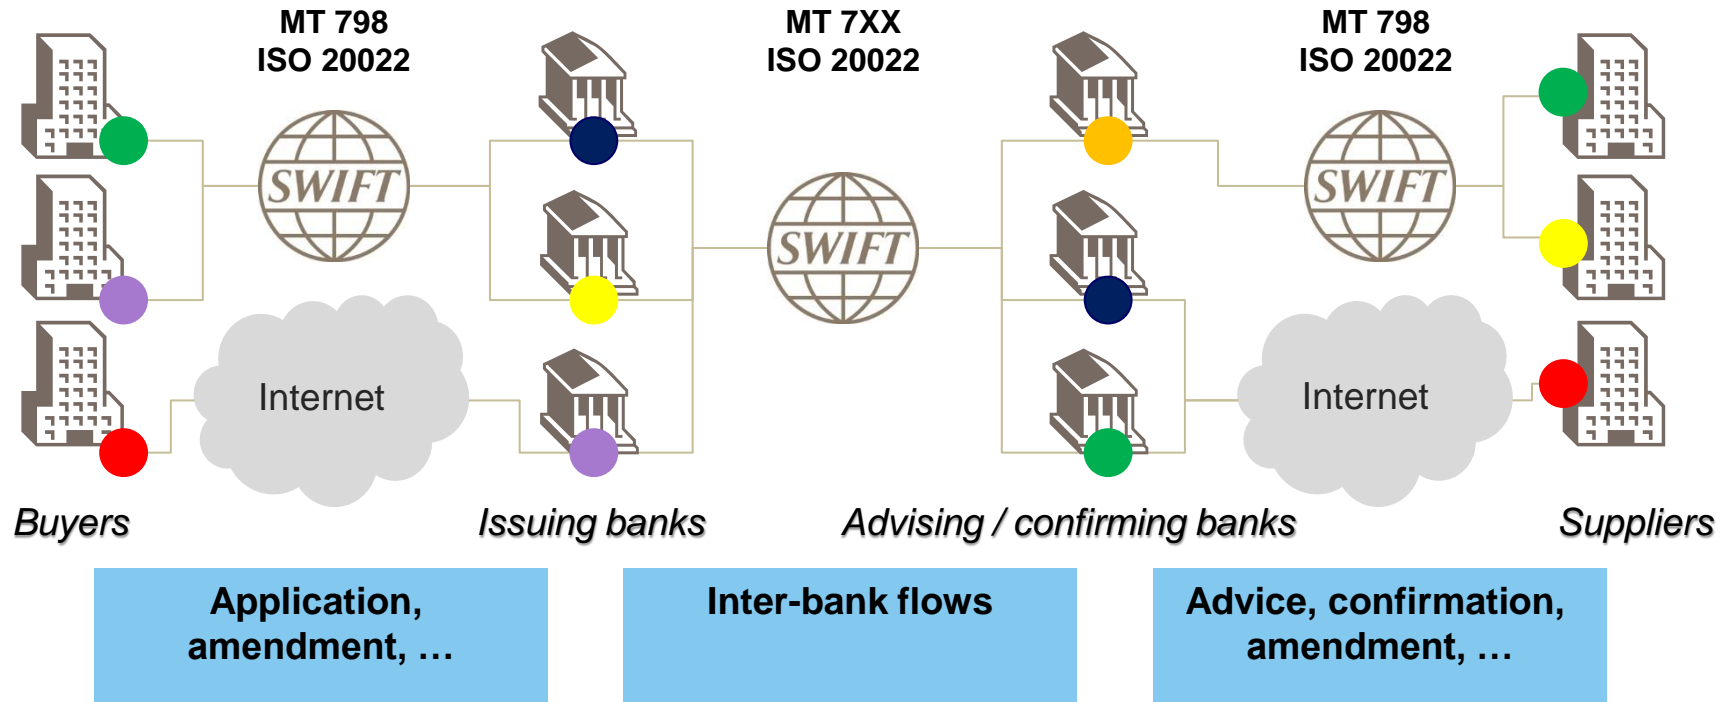 MT 798
ISO 20022
MT 7XX
ISO 20022
MT 798
ISO 20022
SWIFT
SWIFT
SWIFT
Internet
Internet
Buyers
Issuing banks
Advising / confirming banks
Suppliers
Application,
amendment, …
Inter-bank flows
Advice, confirmation,
amendment, …